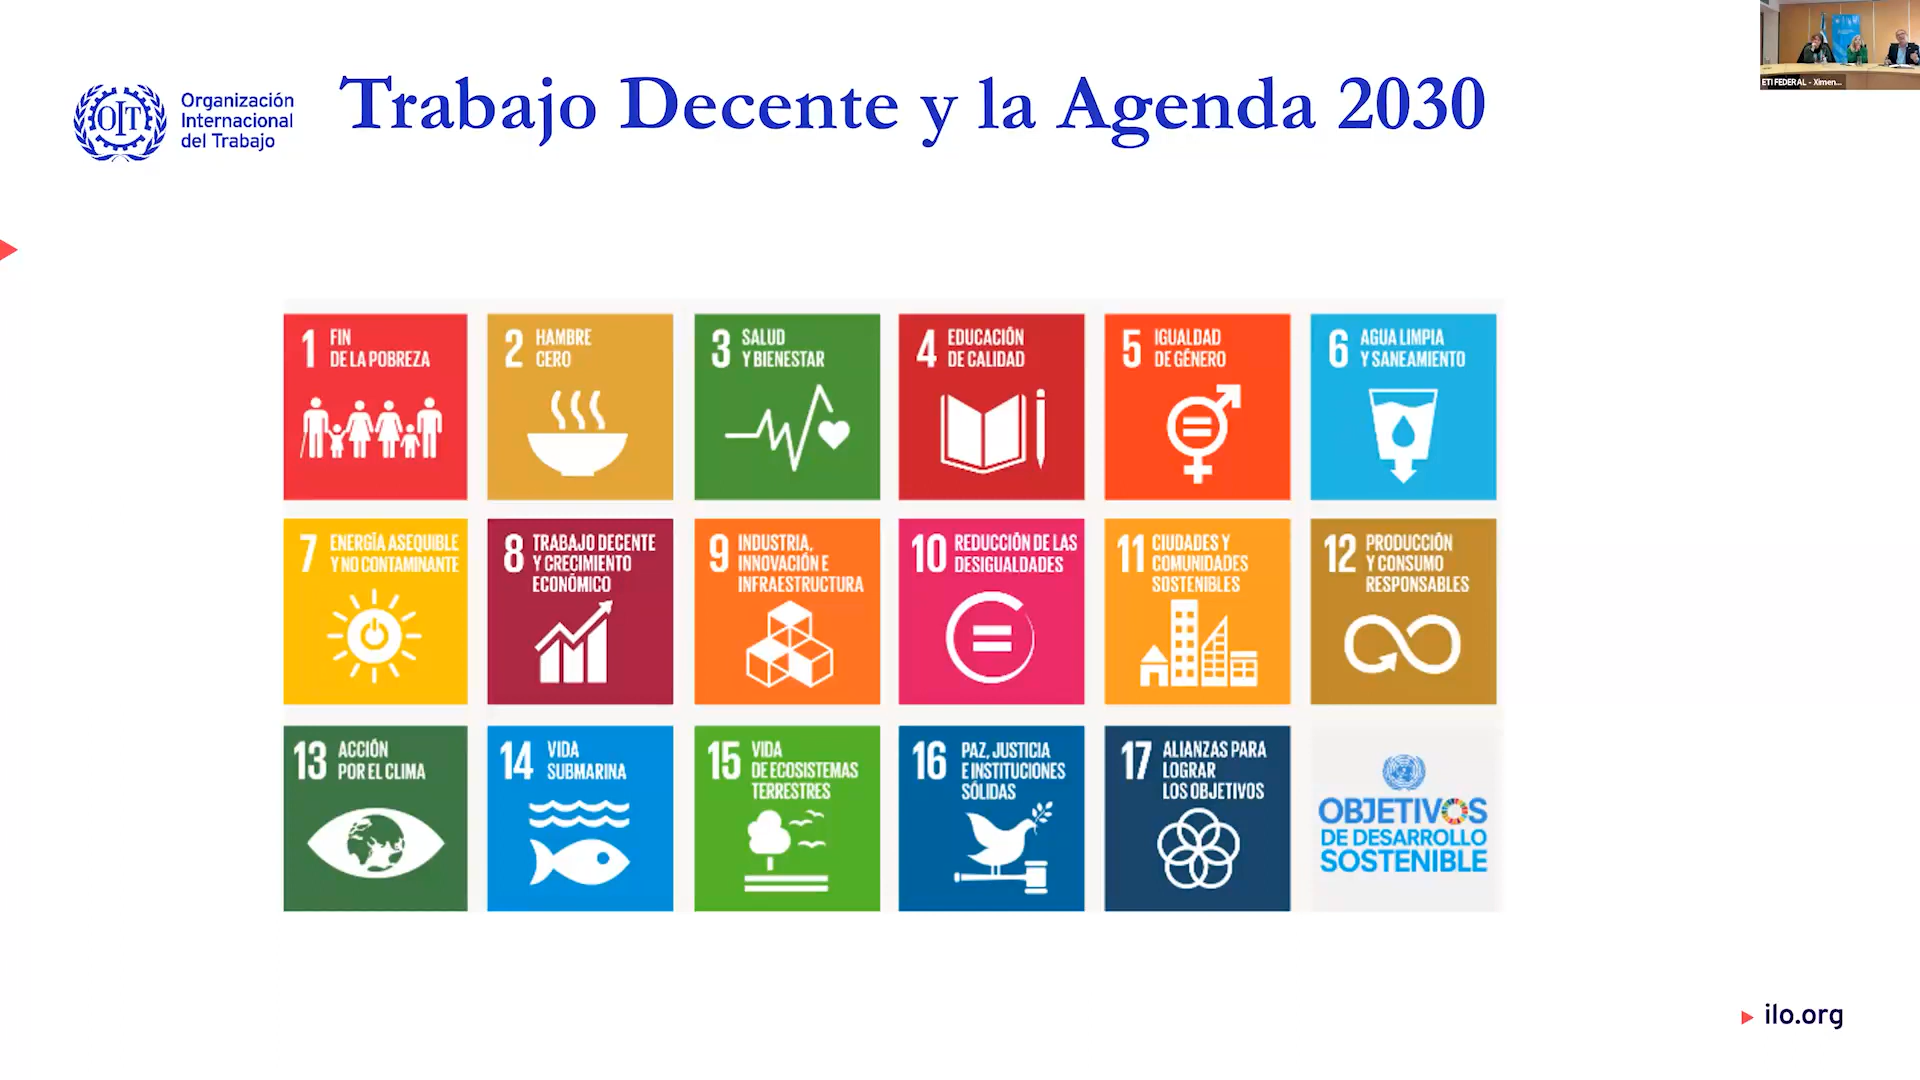 OIT
Organización
Internacional
del Trabajo
Trabajo Decente y la Agenda 2030
ETI FEDERAL - Ximen...
1 FIN
DE LA POBREZA
2 HAMBRE
CERO
3 SALUD
Y BIENESTAR
4 EDUCACIÓN
DE CALIDAD
5 IGUALDAD
DE GÉNERO
6 AGUA LIMPIA
Y SANEAMIENTO
7 ENERGÍA ASEQUIBLE
Y NO CONTAMINANTE
8 TRABAJO DECENTE
Y CRECIMIENTO
ECONÓMICO
9 INDUSTRIA,
INNOVACIÓN E
INFRAESTRUCTURA
10 REDUCCIÓN DE LAS
DESIGUALDADES
11 CIUDADES Y
COMUNIDADES
SOSTENIBLES
12 PRODUCCIÓN
Y CONSUMO
RESPONSABLES
13 ACCIÓN
POR EL CLIMA
14 VIDA
SUBMARINA
15 VIDA
DE ECOSISTEMAS
TERRESTRES
16 PAZ, JUSTICIA
E INSTITUCIONES
SÓLIDAS
17 ALIANZAS PARA
LOGRAR
LOS OBJETIVOS
OBJETIVOS
DE DESARROLLO
SOSTENIBLE
ilo.org